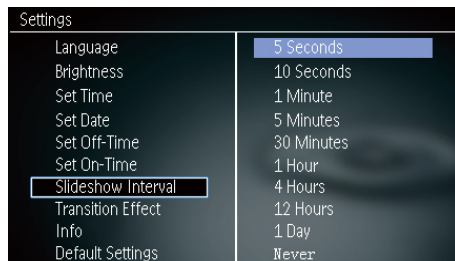 Settings
Language
Brightness
Set Time
Set Date
Set Off-Time
Set On-Time
Slideshow Interval
Transition Effect
Info
Default Settings
5 Seconds
10 Seconds
1 Minute
5 Minutes
30 Minutes
1 Hour
4 Hours
12 Hours
1 Day
Never